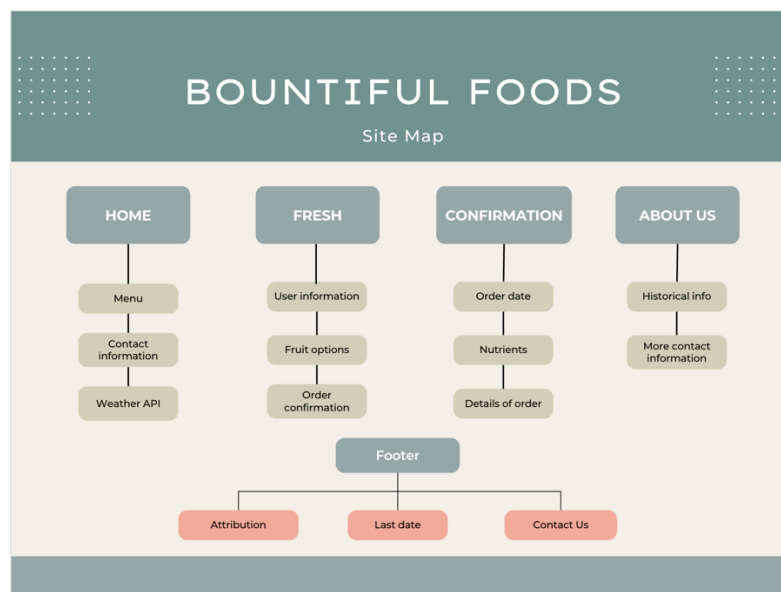 BOUNTIFUL FOODS
Site Map
HOME
FRESH
CONFIRMATION
ABOUT US
Menu
User information
Order date
Historical info
Contact
information
Fruit options
Nutrients
More contact
information
Weather API
Order
confirmation
Details of order
Footer
Attribution
Last date
Contact Us